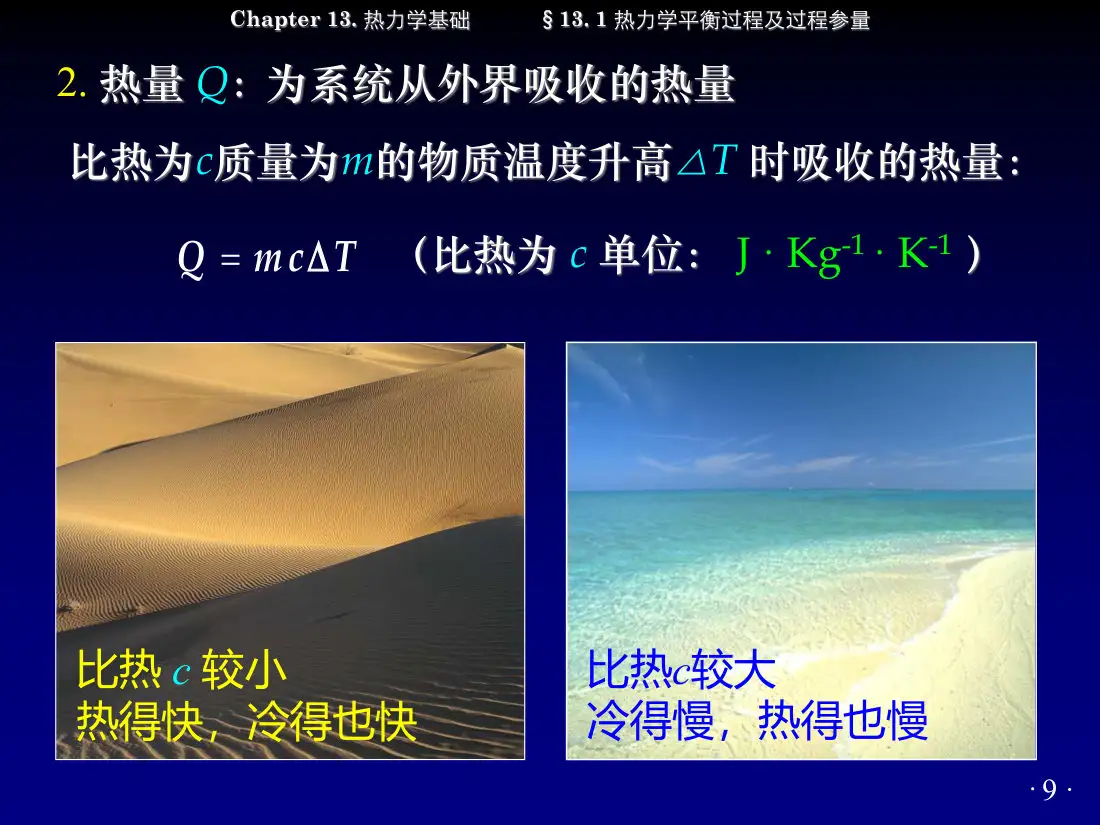 Chapter 13. 热力学基础 §13. 1 热力学平衡过程及过程参量
2. 热量 Q：为系统从外界吸收的热量
比热为c质量为m的物质温度升高△T 时吸收的热量：
Q = mcΔT （比热为 c 单位： J · Kg⁻¹ · K⁻¹ ）
比热 c 较小
热得快，冷得也快
比热c较大
冷得慢，热得也慢
· 9 ·